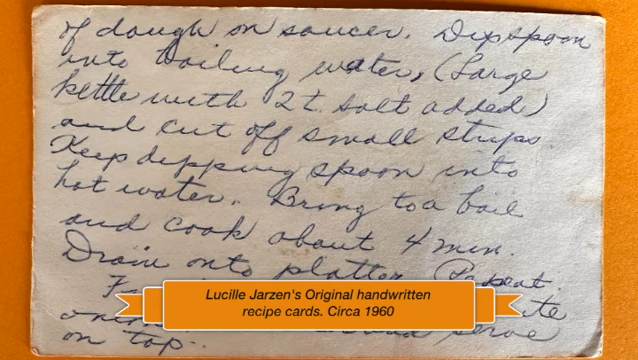 of dough on saucer. Dip spoon
into boiling water, (Large
kettle with 2 t. salt added)
and cut off small strips
Keep dipping spoon into
hot water. Bring to a boil
and cook about 4 min.
Drain onto platter. Repeat.
serve
on top.
Lucille Jarzen's Original handwritten
recipe cards. Circa 1960